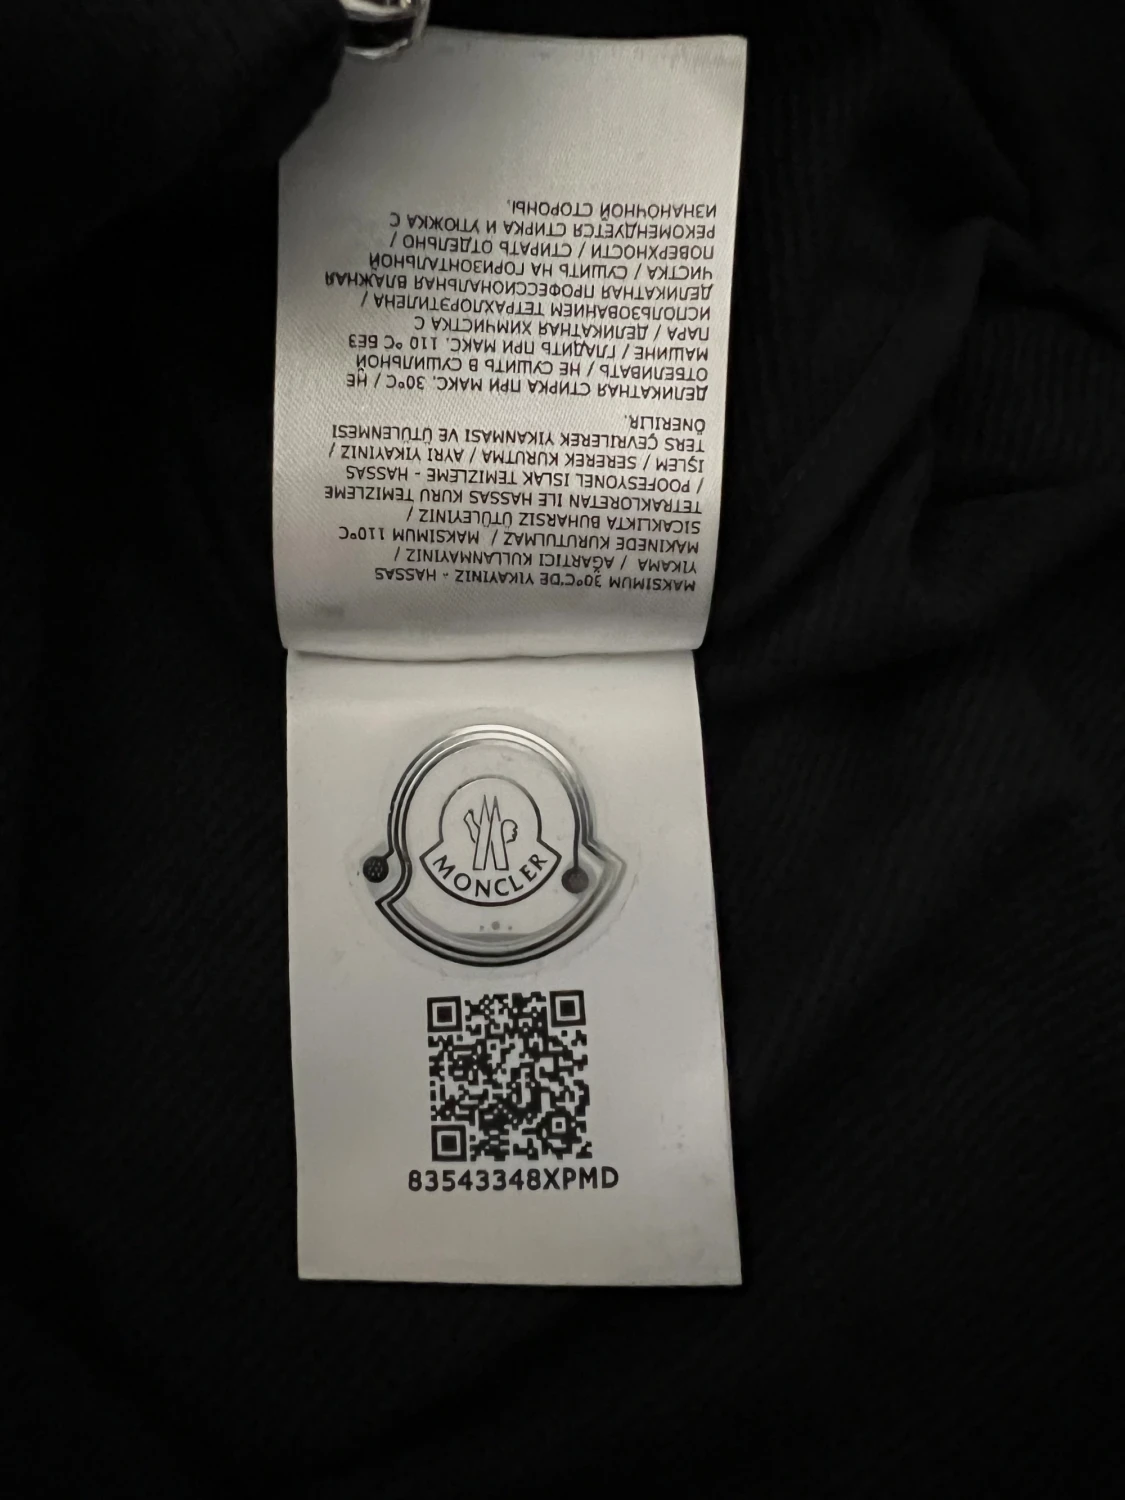 MAKSIMUM 30°C'DE YIKAYINIZ - HASSAS
YIKAMA / AĞARTICI KULLANMAYINIZ /
MAKINEDE KURUTULMAZ / MAKSIMUM 110°C
SICAKLIKTA BUHARSIZ ÜTÜLEYINIZ /
TETRAKLORETAN ILE HASSAS KURU TEMIZLEME
/ POOFESYONEL ISLAK TEMIZLEME - HASSAS
IŞLEM / SEREREK KURUTMA / AYRI YIKAYINIZ /
TERS ÇEVRILEREK YIKANMASI VE ÜTÜLENMESI
ÖNERILIR.
ДЕЛИКАТНАЯ СТИРКА ПРИ МАКС. 30°C / НЕ
ОТБЕЛИВАТЬ / НЕ СУШИТЬ В СУШИЛЬНОЙ
МАШИНЕ / ГЛАДИТЬ ПРИ МАКС. 110 °C БЕЗ
ПАРА / ДЕЛИКАТНАЯ ХИМЧИСТКА С
ИСПОЛЬЗОВАНИЕМ ТЕТРАХЛОРЭТИЛЕНА /
ДЕЛИКАТНАЯ ПРОФЕССИОНАЛЬНАЯ ВЛАЖНАЯ
ЧИСТКА / СУШИТЬ НА ГОРИЗОНТАЛЬНОЙ
ПОВЕРХНОСТИ / СТИРАТЬ ОТДЕЛЬНО /
РЕКОМЕНДУЕТСЯ СТИРКА И УТЮЖКА С
ИЗНАНОЧНОЙ СТОРОНЫ.
MONCLER
83543348XPMD